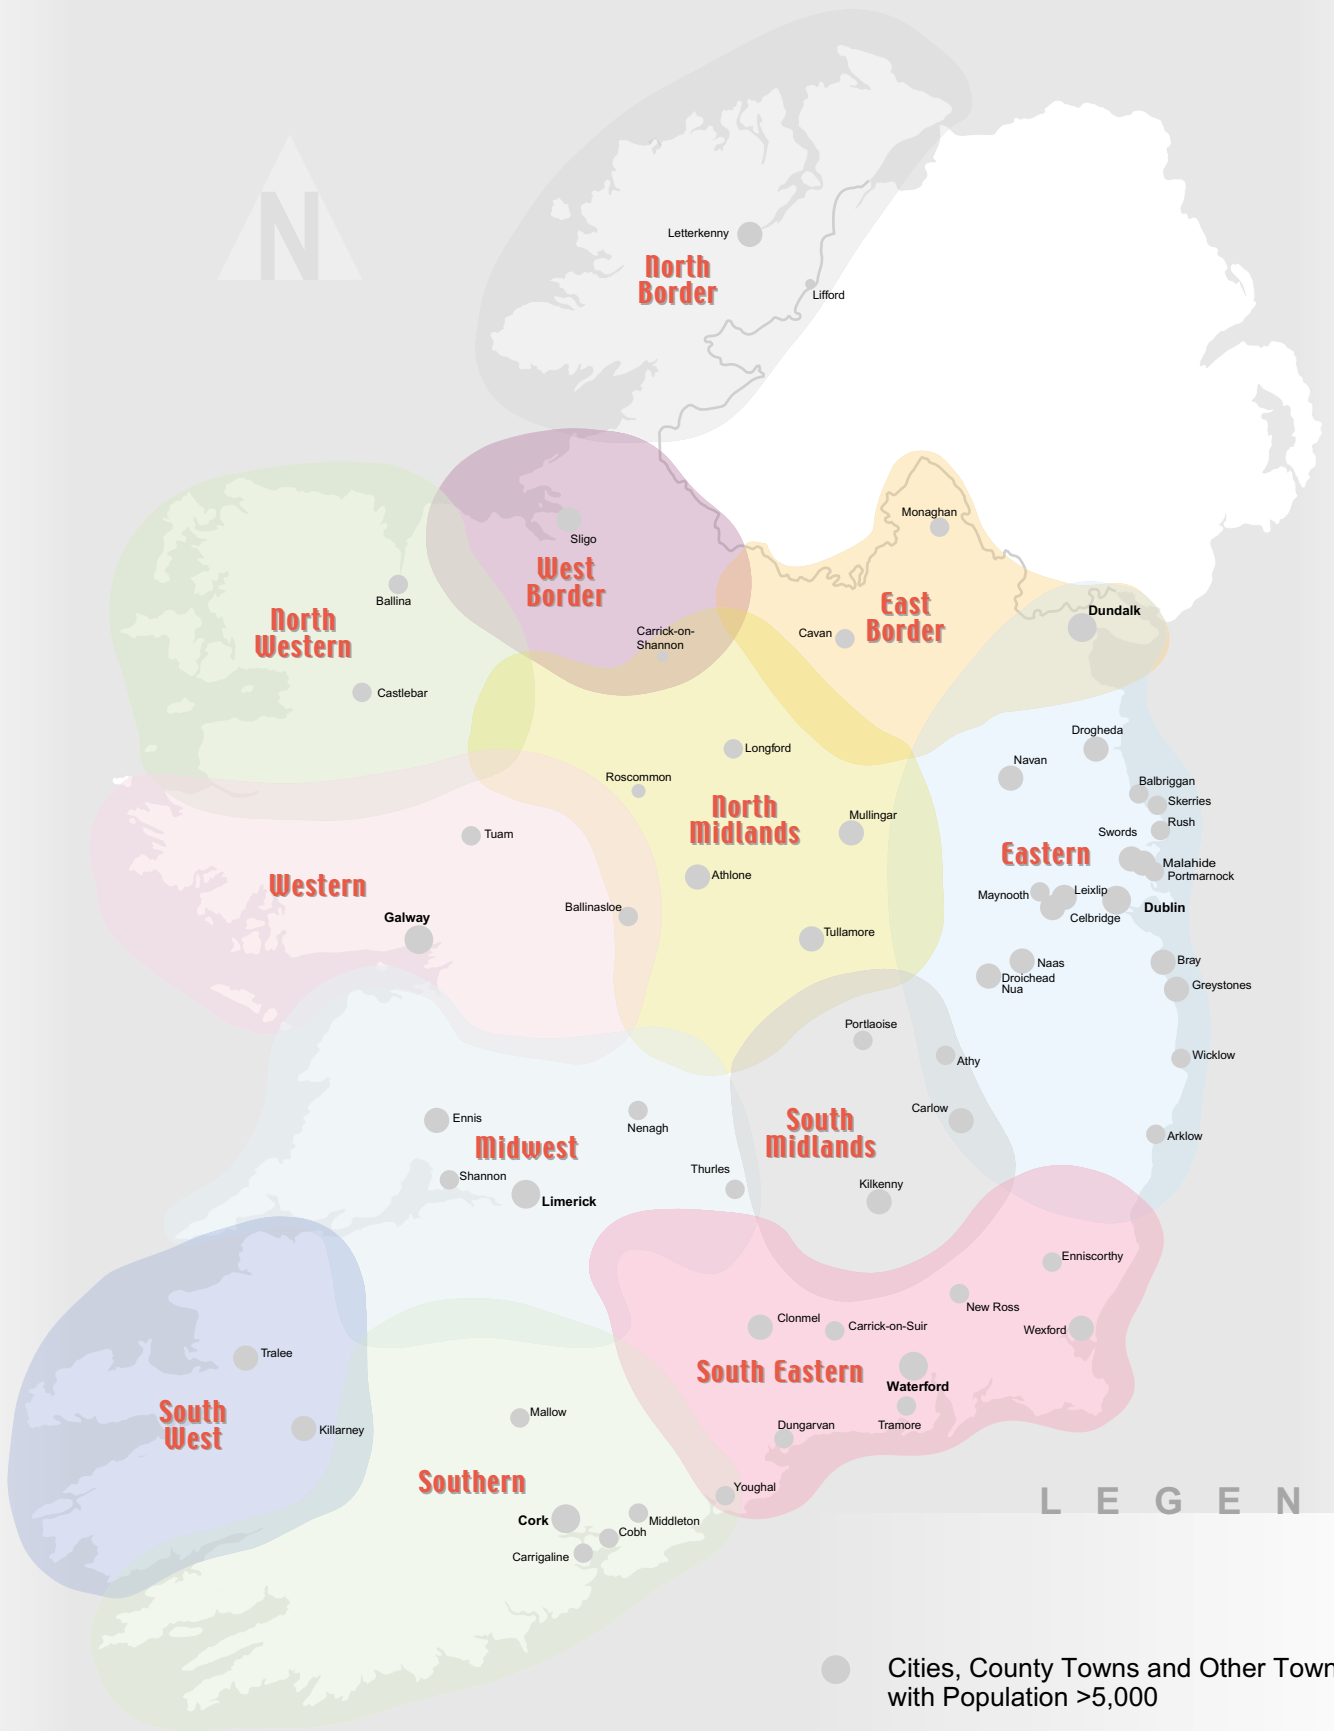 N
Letterkenny
North
Border
Lifford
Monaghan
Sligo
West
Border
Ballina
North
Western
East
Border
Dundalk
Cavan
Carrick-on-
Shannon
Castlebar
Drogheda
Longford
Navan
Roscommon
Balbriggan
Skerries
North
Midlands
Mullingar
Rush
Tuam
Swords
Eastern
Malahide
Portmarnock
Western
Athlone
Maynooth
Leixlip
Ballinasloe
Celbridge
Dublin
Galway
Tullamore
Naas
Bray
Droichead
Nua
Greystones
Portlaoise
Athy
Wicklow
Ennis
Nenagh
Carlow
South
Midlands
Arklow
Midwest
Shannon
Thurles
Kilkenny
Limerick
Enniscorthy
New Ross
Clonmel
Carrick-on-Suir
Wexford
Tralee
South Eastern
Waterford
South
West
Killarney
Mallow
Dungarvan
Tramore
Southern
Youghal
Cork
Middleton
Cobh
Carrigaline
LEGEN
Cities, County Towns and Other Town
with Population >5,000